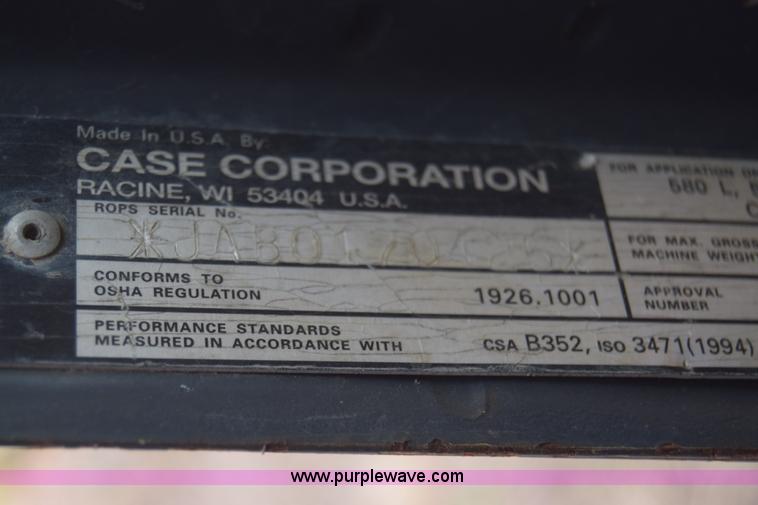 Made In U.S.A. By:
CASE CORPORATION
RACINE, WI 53404 U.S.A.
ROPS SERIAL No.
CONFORMS TO
OSHA REGULATION 1926.1001
PERFORMANCE STANDARDS
MEASURED IN ACCORDANCE WITH CSA B352, ISO 3471(1994)
FOR APPLICATION
580 L,
FOR MAX. GROSS
MACHINE WEIGHT
APPROVAL
NUMBER
www.purplewave.com